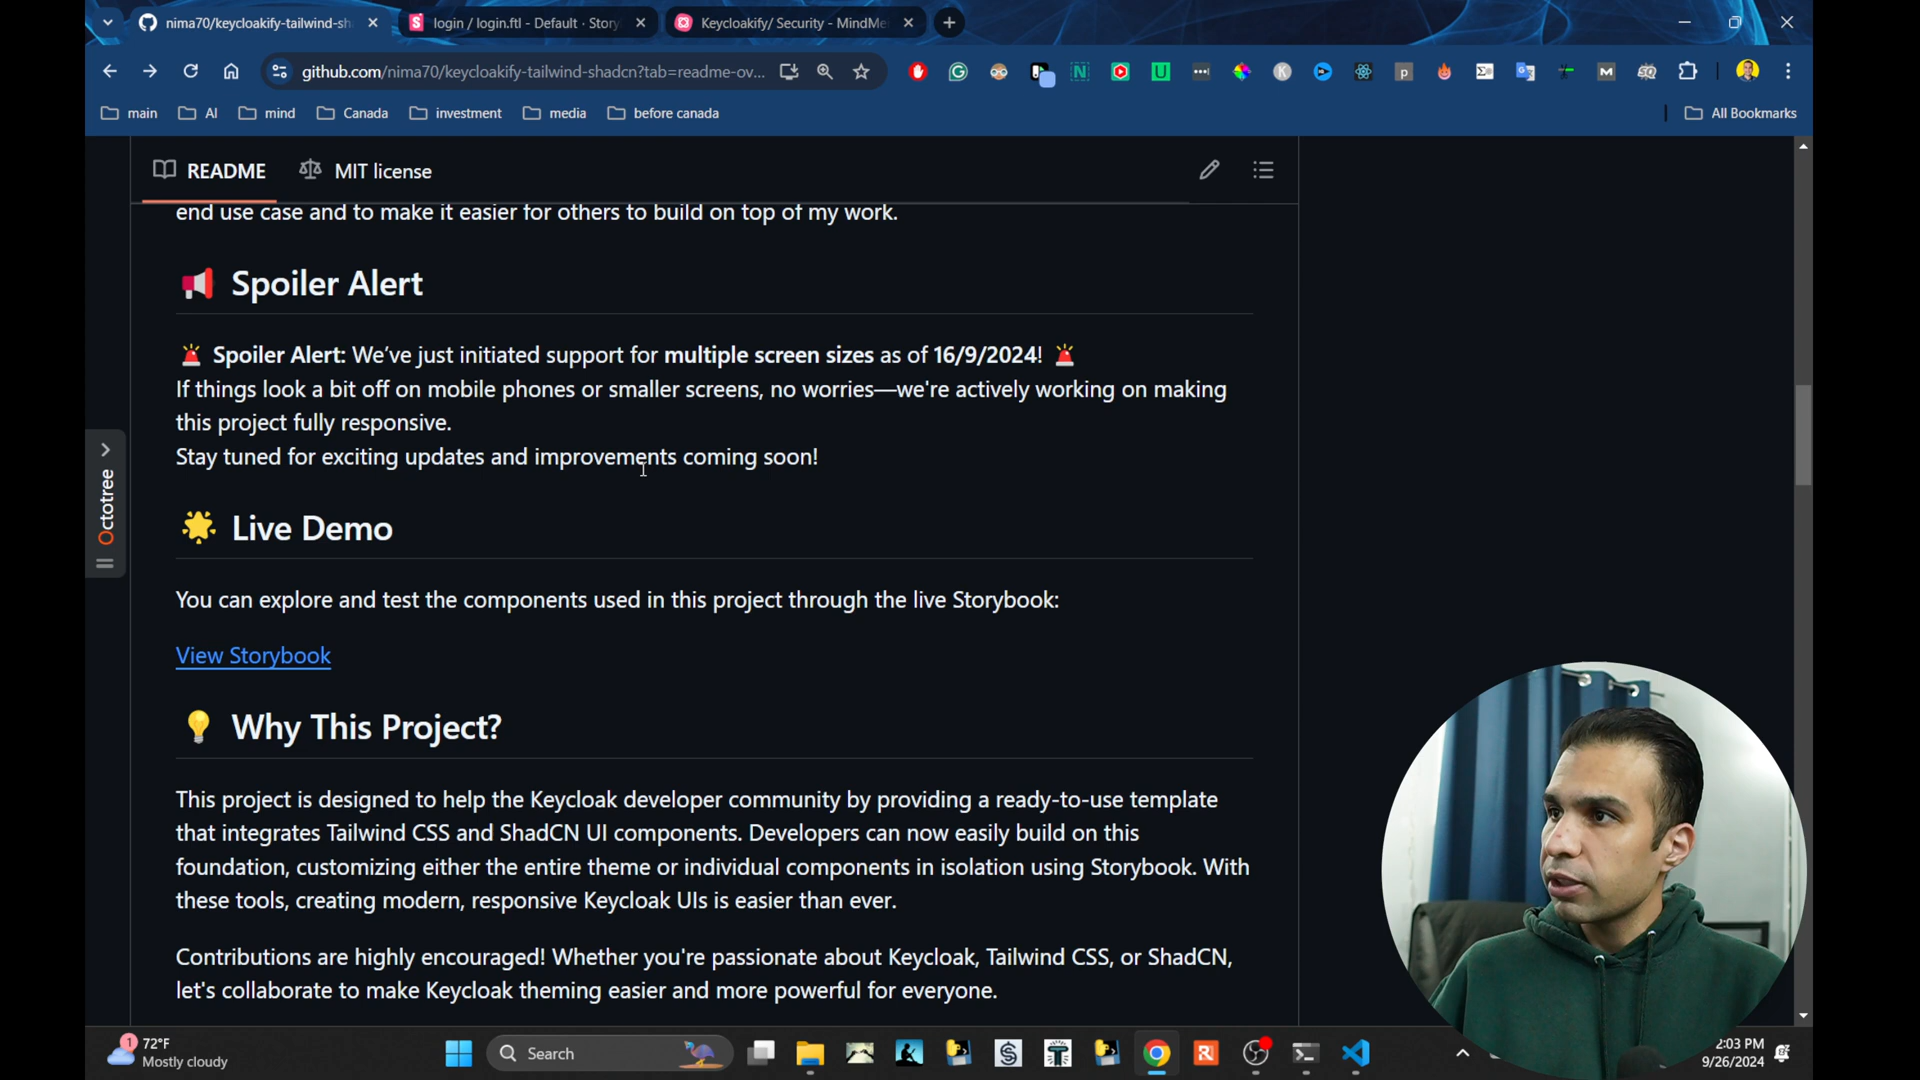 nima70/keycloakify-tailwind-sh
login / login.ftl - Default · Story
Keycloakify/ Security - MindMe
github.com/nima70/keycloakify-tailwind-shadcn?tab=readme-ov...
main
AI
mind
Canada
investment
media
before canada
All Bookmarks
README
MIT license
end use case and to make it easier for others to build on top of my work.
Spoiler Alert
Spoiler Alert: We've just initiated support for multiple screen sizes as of 16/9/2024!
If things look a bit off on mobile phones or smaller screens, no worries—we're actively working on making
this project fully responsive.
Stay tuned for exciting updates and improvements coming soon!
Octotree
Live Demo
You can explore and test the components used in this project through the live Storybook:
View Storybook
Why This Project?
This project is designed to help the Keycloak developer community by providing a ready-to-use template
that integrates Tailwind CSS and ShadCN UI components. Developers can now easily build on this
foundation, customizing either the entire theme or individual components in isolation using Storybook. With
these tools, creating modern, responsive Keycloak UIs is easier than ever.
Contributions are highly encouraged! Whether you're passionate about Keycloak, Tailwind CSS, or ShadCN,
let's collaborate to make Keycloak theming easier and more powerful for everyone.
1
72°F
Mostly cloudy
Search
2:03 PM
9/26/2024